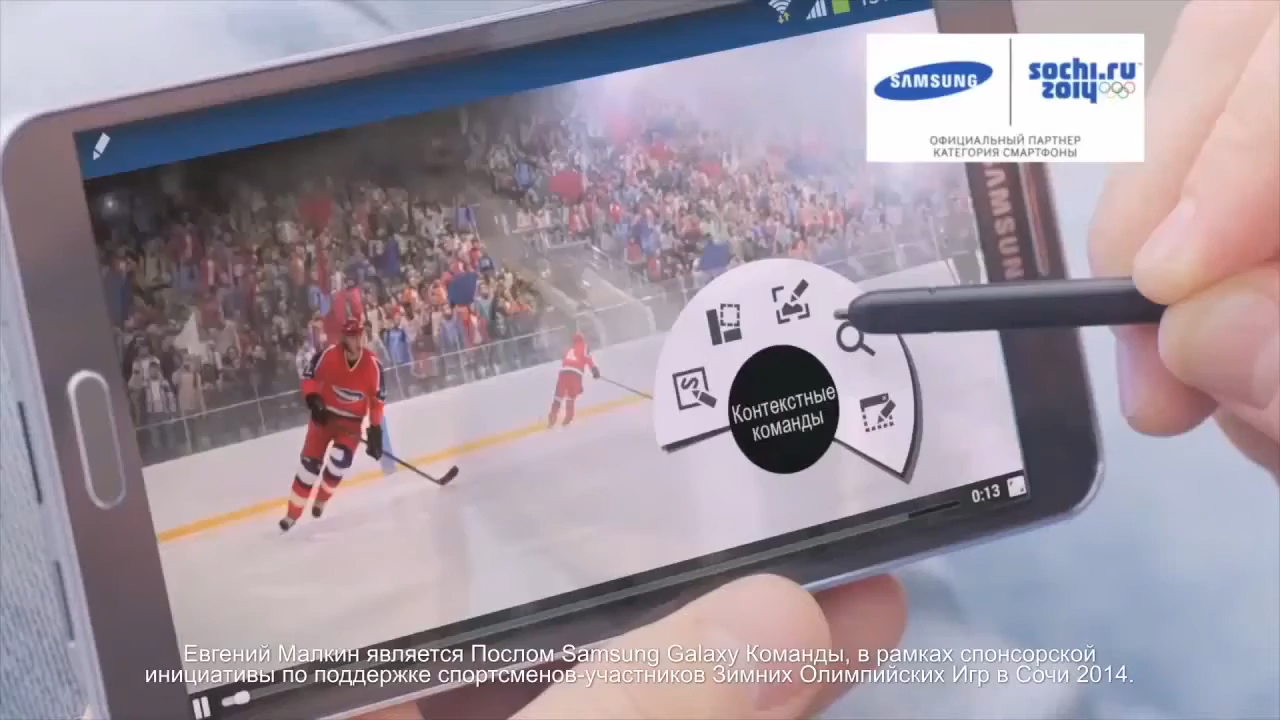 SAMSUNG
sochi.ru
2014
ОФИЦИАЛЬНЫЙ ПАРТНЕР
КАТЕГОРИЯ СМАРТФОНЫ
SAMSUNG
Контекстные
команды
0:13
Евгений Малкин является Послом Samsung Galaxy Команды, в рамках спонсорской
инициативы по поддержке спортсменов-участников Зимних Олимпийских Игр в Сочи 2014.